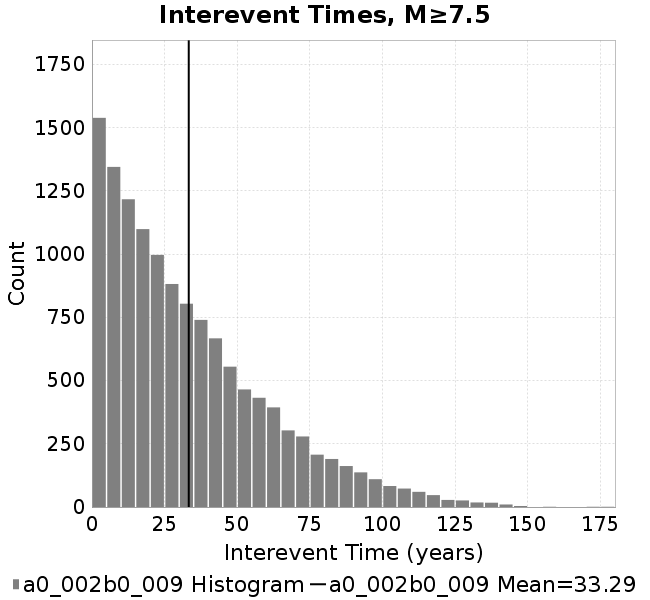 Interevent Times, M≥7.5
Count
1750
1500
1250
1000
750
500
250
0
0 25 50 75 100 125 150 175
Interevent Time (years)
a0_002b0_009 Histogram a0_002b0_009 Mean=33.29